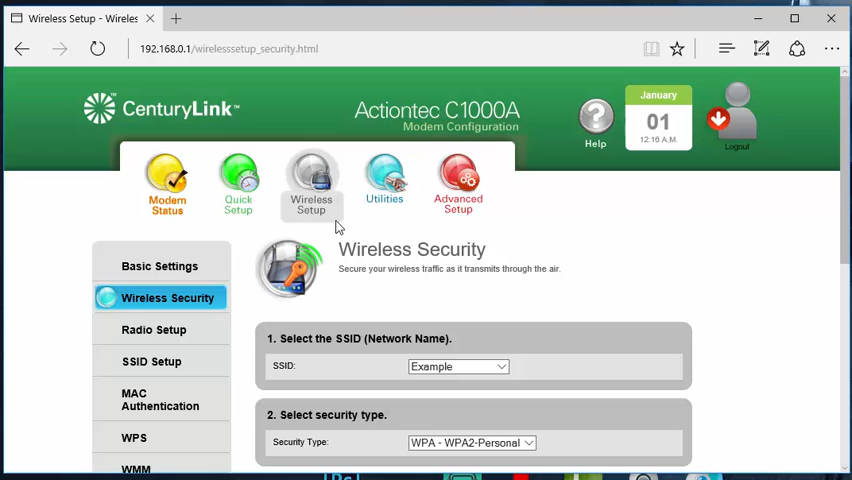 Wireless Setup - Wireles
192.168.0.1/wirelesssetup_security.html
CenturyLink™
Actiontec C1000A
Modem Configuration
Help
January
01
12:16 A.M.
Logout
Modem
Status
Quick
Setup
Wireless
Setup
Utilities
Advanced
Setup
Basic Settings
Wireless Security
Radio Setup
SSID Setup
MAC
Authentication
WPS
WMM
Wireless Security
Secure your wireless traffic as it transmits through the air.
1. Select the SSID (Network Name).
SSID:
Example
2. Select security type.
Security Type:
WPA - WPA2-Personal